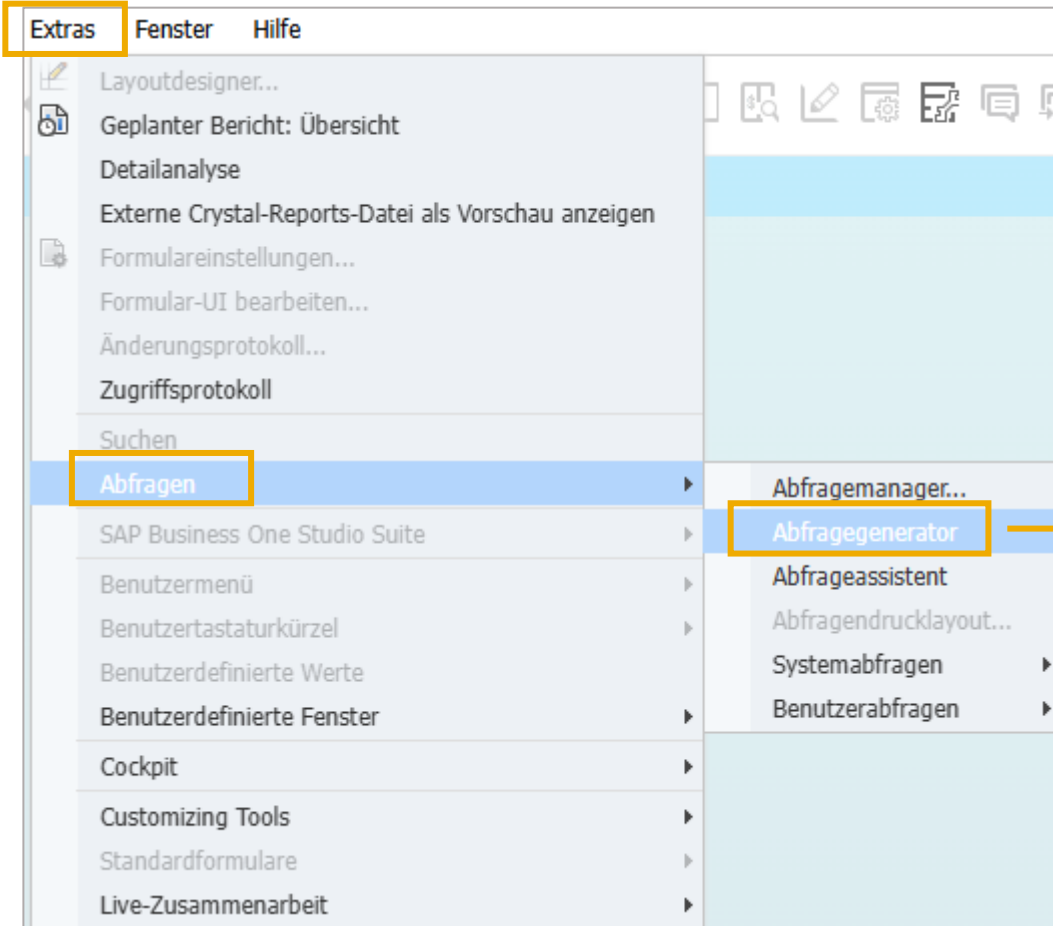 Extras Fenster Hilfe
Layoutdesigner...
Geplanter Bericht: Übersicht
Detailanalyse
Externe Crystal-Reports-Datei als Vorschau anzeigen
Formulareinstellungen...
Formular-UI bearbeiten...
Änderungsprotokoll...
Zugriffsprotokoll
Suchen
Abfragen
SAP Business One Studio Suite
Benutzermenü
Benutzertastaturkürzel
Benutzerdefinierte Werte
Benutzerdefinierte Fenster
Cockpit
Customizing Tools
Standardformulare
Live-Zusammenarbeit
Abfragemanager...
Abfragegenerator
Abfrageassistent
Abfragendrucklayout...
Systemabfragen
Benutzerabfragen